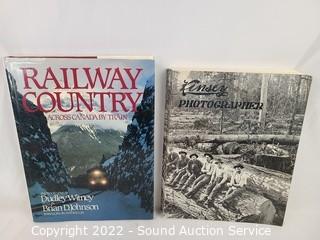 RAILWAY
COUNTRY
ACROSS CANADA BY TRAIN
Dudley Witney
Brian D. Johnson
Kinsey
PHOTOGRAPHER
Copyright 2022 - Sound Auction Service